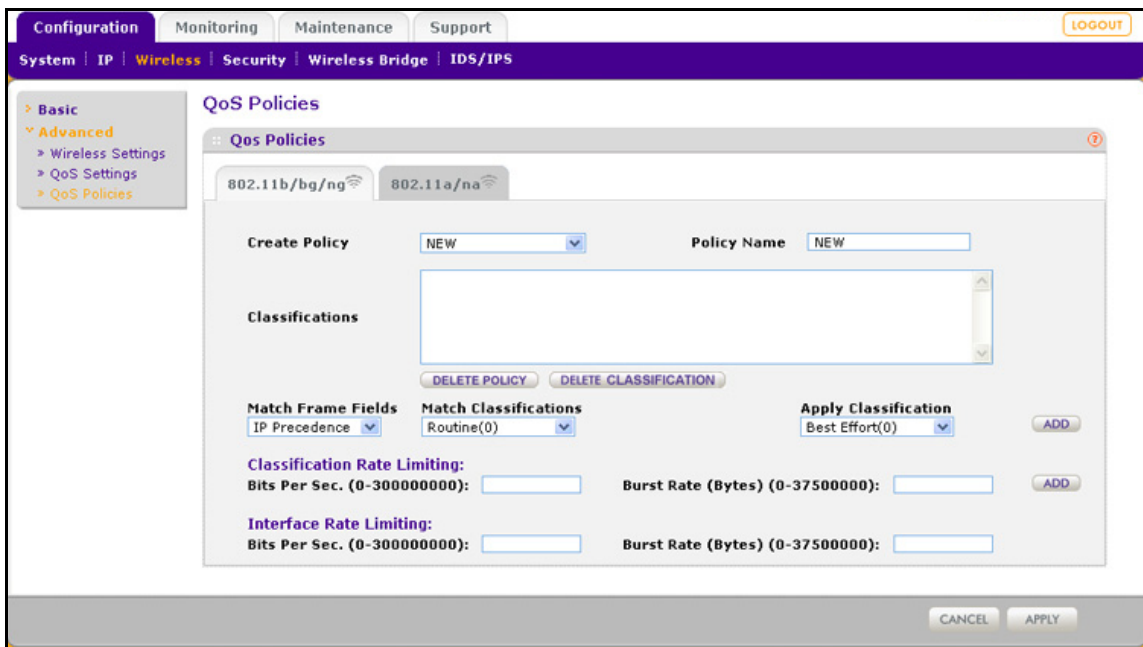 Configuration Monitoring Maintenance Support LOGOUT
System IP Wireless Security Wireless Bridge IDS/IPS
Basic
Advanced
Wireless Settings
QoS Settings
QoS Policies
QoS Policies
Qos Policies
802.11b/bg/ng 802.11a/na
Create Policy NEW Policy Name NEW
Classifications
DELETE POLICY DELETE CLASSIFICATION
Match Frame Fields Match Classifications Apply Classification
IP Precedence Routine(0) Best Effort(0) ADD
Classification Rate Limiting:
Bits Per Sec. (0-300000000): Burst Rate (Bytes) (0-37500000): ADD
Interface Rate Limiting:
Bits Per Sec. (0-300000000): Burst Rate (Bytes) (0-37500000):
CANCEL APPLY